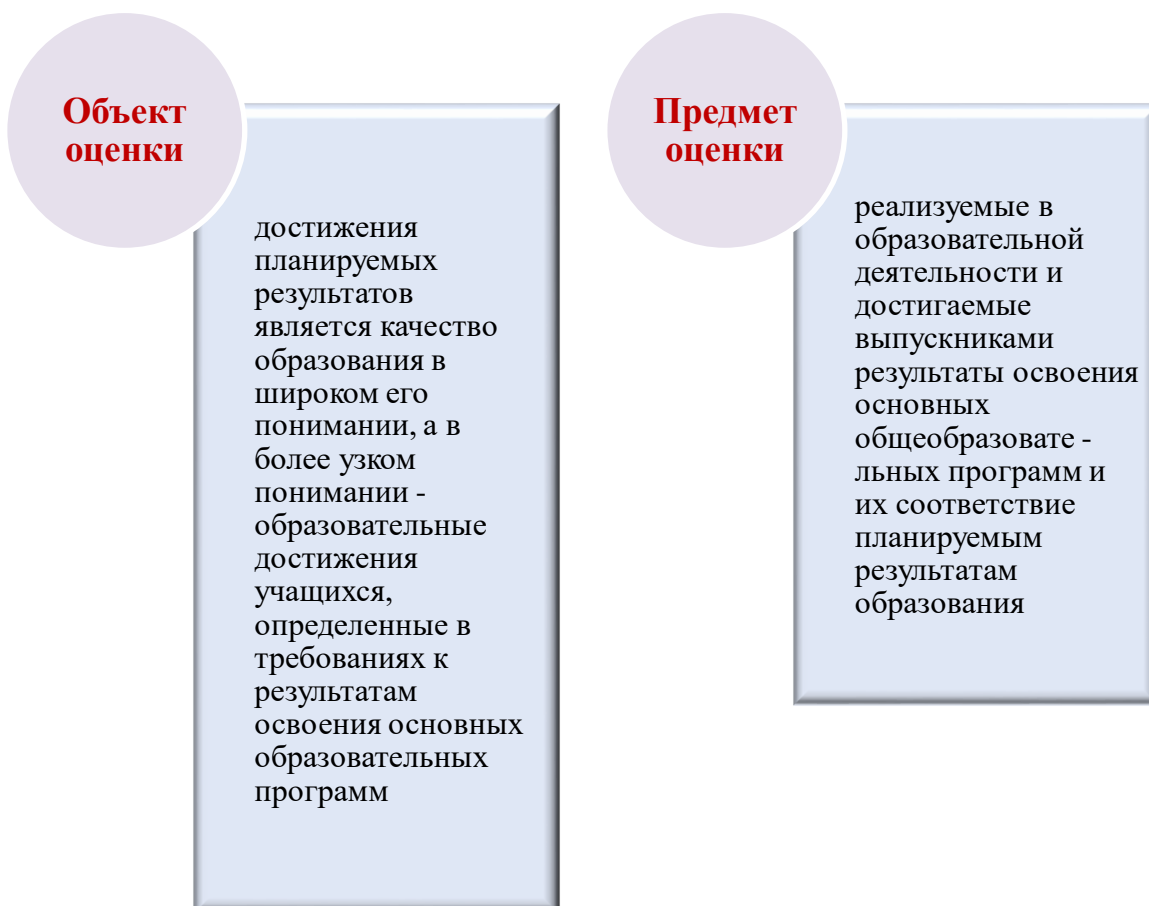 Объект
оценки
достижения
планируемых
результатов
является качество
образования в
широком его
понимании, а в
более узком
понимании -
образовательные
достижения
учащихся,
определенные в
требованиях к
результатам
освоения основных
образовательных
программ
Предмет
оценки
реализуемые в
образовательной
деятельности и
достигаемые
выпускниками
результаты освоения
основных
общеобразовате -
льных программ и
их соответствие
планируемым
результатам
образования